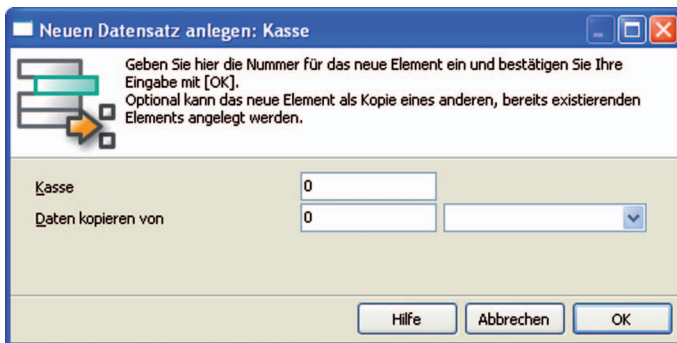 Neuen Datensatz anlegen: Kasse
Geben Sie hier die Nummer für das neue Element ein und bestätigen Sie Ihre
Eingabe mit [OK].
Optional kann das neue Element als Kopie eines anderen, bereits existierenden
Elements angelegt werden.
Kasse 0
Daten kopieren von 0
Hilfe Abbrechen OK